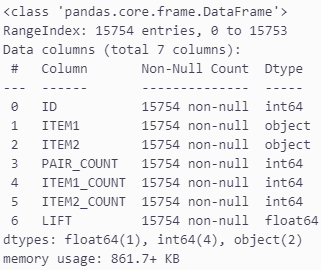 <class 'pandas.core.frame.DataFrame'>
RangeIndex: 15754 entries, 0 to 15753
Data columns (total 7 columns):
 #   Column       Non-Null Count  Dtype
---  ------       --------------  -----
 0   ID           15754 non-null  int64
 1   ITEM1        15754 non-null  object
 2   ITEM2        15754 non-null  object
 3   PAIR_COUNT   15754 non-null  int64
 4   ITEM1_COUNT  15754 non-null  int64
 5   ITEM2_COUNT  15754 non-null  int64
 6   LIFT         15754 non-null  float64
dtypes: float64(1), int64(4), object(2)
memory usage: 861.7+ KB